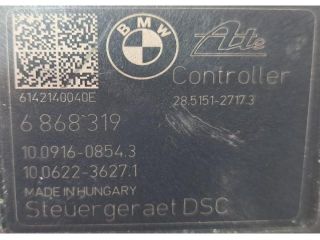 BMW
Ate
Controller
6142140040E
28.5151-2717.3
6 868 319
10.0916-0854.3
10.0622-3627.1
MADE IN HUNGARY
Steuergeraet DSC